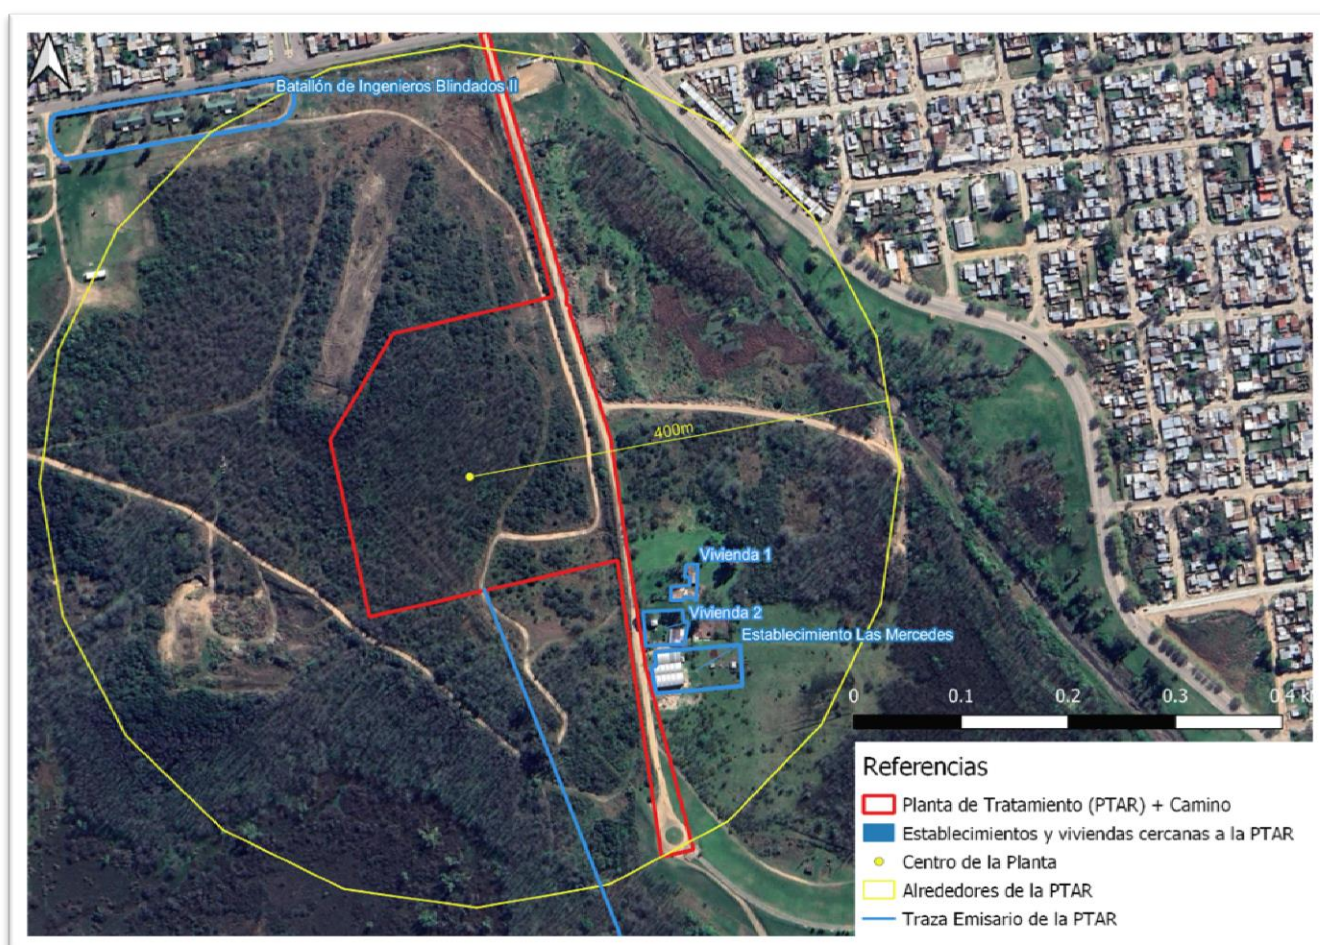 Batallón de Ingenieros Blindados II
400m
Vivienda 1
Vivienda 2
Establecimiento Las Mercedes
0 0.1 0.2 0.3 0.4 k
Referencias
Planta de Tratamiento (PTAR) + Camino
Establecimientos y viviendas cercanas a la PTAR
Centro de la Planta
Alrededores de la PTAR
Traza Emisario de la PTAR